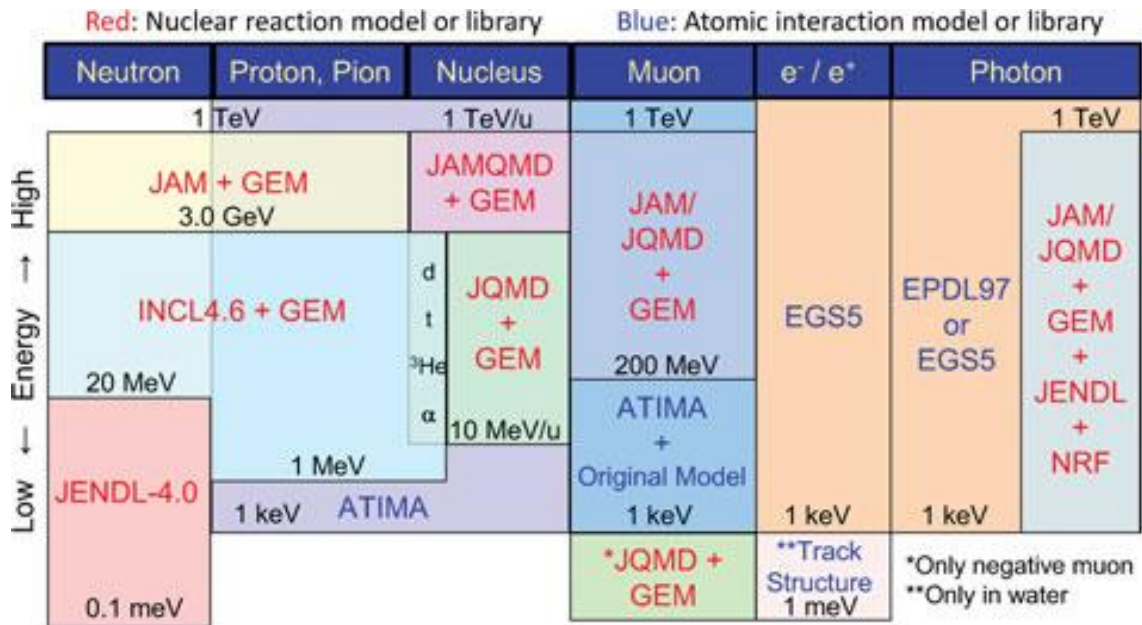 Red: Nuclear reaction model or library
Blue: Atomic interaction model or library
Neutron
Proton, Pion
Nucleus
Muon
e⁻ / e⁺
Photon
Low ← Energy → High
1 TeV
JAM + GEM
3.0 GeV
INCL4.6 + GEM
20 MeV
JENDL-4.0
0.1 meV
1 MeV
1 keV
ATIMA
1 TeV/u
JAMQMD
+ GEM
d
t
³He
α
JQMD
+
GEM
10 MeV/u
1 TeV
JAM/
JQMD
+
GEM
200 MeV
ATIMA
+
Original Model
1 keV
*JQMD +
GEM
EGS5
1 keV
**Track
Structure
1 meV
EPDL97
or
EGS5
1 keV
1 TeV
JAM/
JQMD
+
GEM
+
JENDL
+
NRF
*Only negative muon
**Only in water